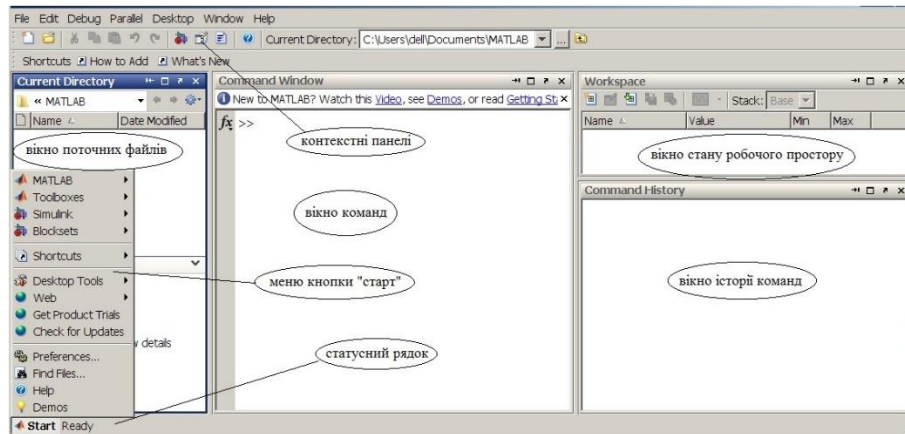 File Edit Debug Parallel Desktop Window Help
Current Directory: C:\Users\dell\Documents\MATLAB
Shortcuts How to Add What's New
Current Directory
« MATLAB
Name Date Modified
вікно поточних файлів
MATLAB
Toolboxes
Simulink
Blocksets
Shortcuts
Desktop Tools
Web
Get Product Trials
Check for Updates
details
Preferences...
Find Files...
Help
Demos
Start Ready
Command Window
New to MATLAB? Watch this Video, see Demos, or read Getting St
fx >>
контекстні панелі
вікно команд
меню кнопки "старт"
статусний рядок
Workspace
Stack: Base
Name Value Min Max
вікно стану робочого простору
Command History
вікно історії команд